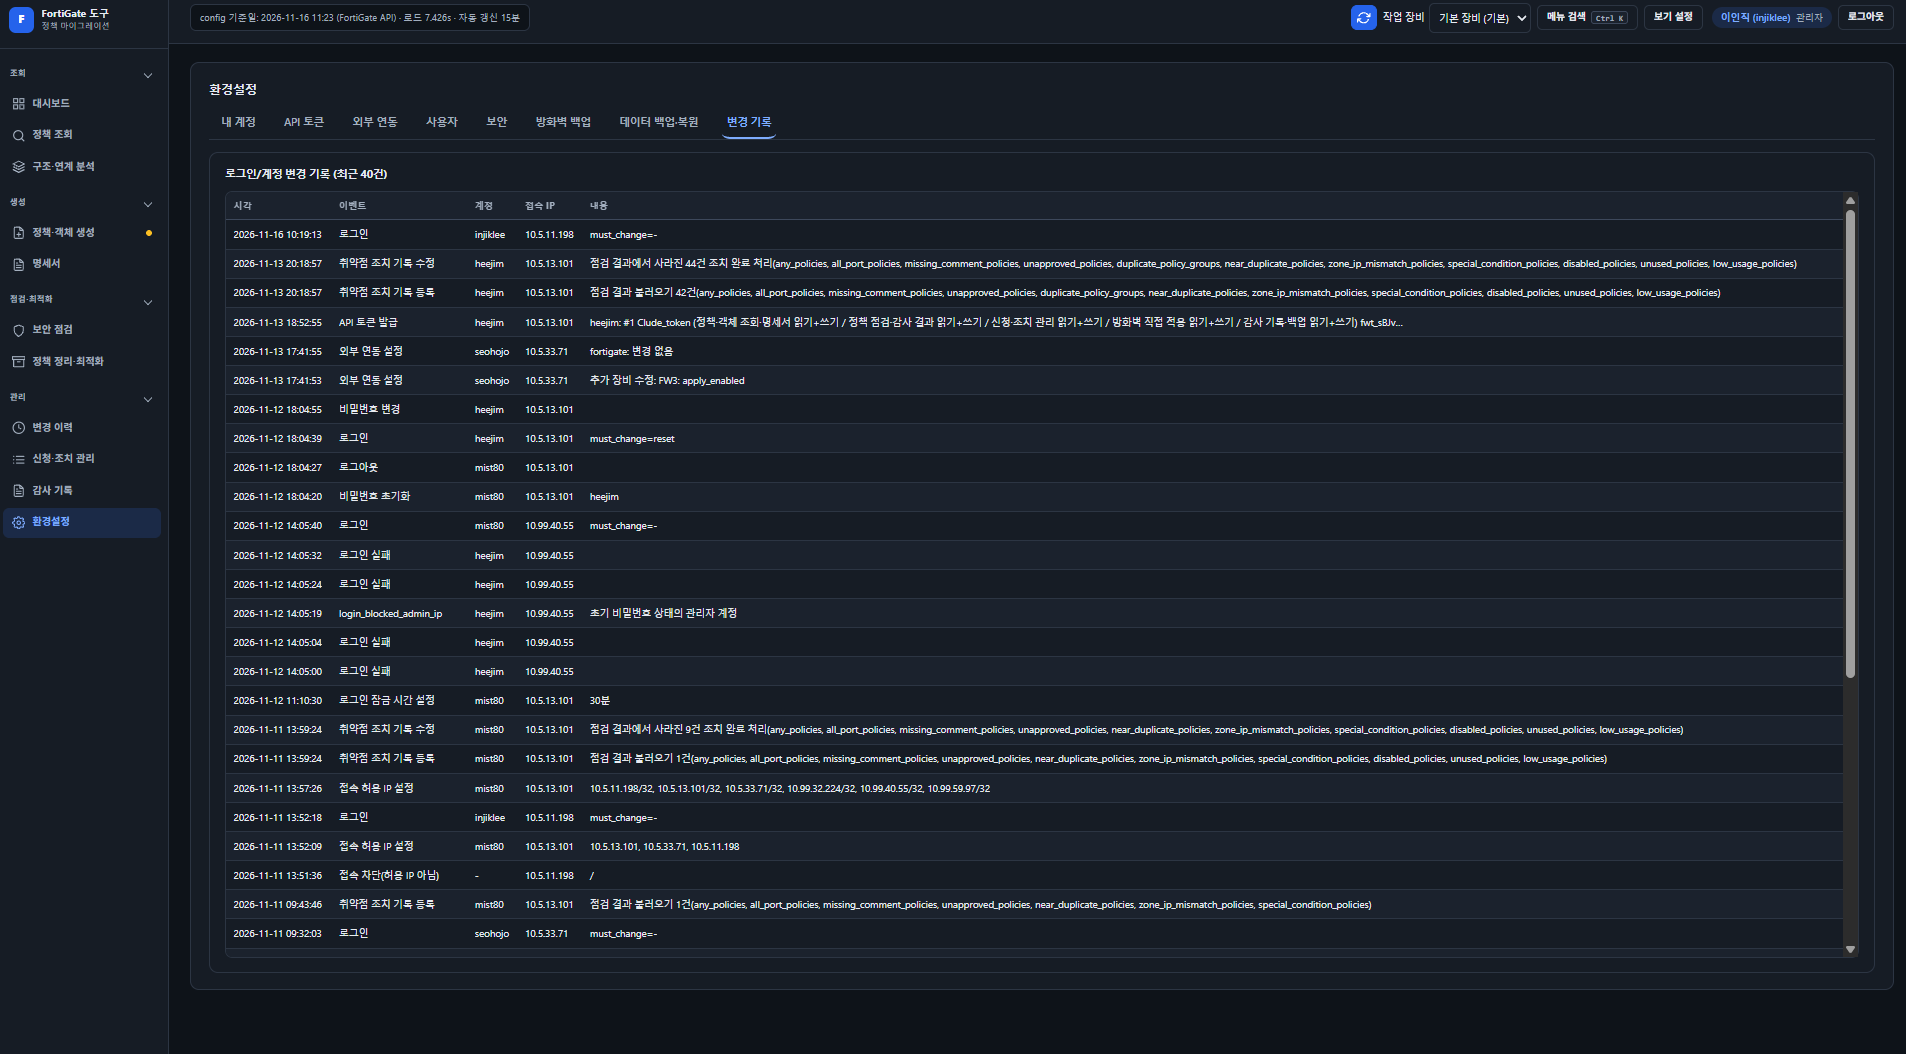 F FortiGate 도구
정책 마이그레이션
config 기준일: 2026-11-16 11:23 (FortiGate API) · 로드 7.426s · 자동 갱신 15분
작업 장비 기본 장비 (기본) 메뉴 검색 Ctrl K 보기 설정 이인직 (injiklee) 관리자 로그아웃
조회
대시보드
정책 조회
구조·연계 분석
생성
정책·객체 생성
명세서
점검·최적화
보안 점검
정책 정리·최적화
관리
변경 이력
신청·조치 관리
감사 기록
환경설정
환경설정
내 계정 API 토큰 외부 연동 사용자 보안 방화벽 백업 데이터 백업·복원 변경 기록
로그인/계정 변경 기록 (최근 40건)
시각 이벤트 계정 접속 IP 내용
2026-11-16 10:19:13 로그인 injiklee 10.5.11.198 must_change=-
2026-11-13 20:18:57 취약점 조치 기록 수정 heejim 10.5.13.101 점검 결과에서 사라진 44건 조치 완료 처리(any_policies, all_port_policies, missing_comment_policies, unapproved_policies, duplicate_policy_groups, near_duplicate_policies, zone_ip_mismatch_policies, special_condition_policies, disabled_policies, unused_policies, low_usage_policies)
2026-11-13 20:18:57 취약점 조치 기록 등록 heejim 10.5.13.101 점검 결과 불러오기 42건(any_policies, all_port_policies, missing_comment_policies, unapproved_policies, duplicate_policy_groups, near_duplicate_policies, zone_ip_mismatch_policies, special_condition_policies, disabled_policies, unused_policies, low_usage_policies)
2026-11-13 18:52:55 API 토큰 발급 heejim 10.5.13.101 heejim: #1 Clude_token (정책·객체 조회·명세서 읽기+쓰기 / 정책 점검·감사 결과 읽기+쓰기 / 신청·조치 관리 읽기+쓰기 / 방화벽 직접 적용 읽기+쓰기 / 감사 기록·백업 읽기+쓰기) fwt_sBJv...
2026-11-13 17:41:55 외부 연동 설정 seohojo 10.5.33.71 fortigate: 변경 없음
2026-11-13 17:41:53 외부 연동 설정 seohojo 10.5.33.71 추가 장비 수정: FW3: apply_enabled
2026-11-12 18:04:55 비밀번호 변경 heejim 10.5.13.101
2026-11-12 18:04:39 로그인 heejim 10.5.13.101 must_change=reset
2026-11-12 18:04:27 로그아웃 mist80 10.5.13.101
2026-11-12 18:04:20 비밀번호 초기화 mist80 10.5.13.101 heejim
2026-11-12 14:05:40 로그인 mist80 10.99.40.55 must_change=-
2026-11-12 14:05:32 로그인 실패 heejim 10.99.40.55
2026-11-12 14:05:24 로그인 실패 heejim 10.99.40.55
2026-11-12 14:05:19 login_blocked_admin_ip heejim 10.99.40.55 초기 비밀번호 상태의 관리자 계정
2026-11-12 14:05:04 로그인 실패 heejim 10.99.40.55
2026-11-12 14:05:00 로그인 실패 heejim 10.99.40.55
2026-11-12 11:10:30 로그인 잠금 시간 설정 mist80 10.5.13.101 30분
2026-11-11 13:59:24 취약점 조치 기록 수정 mist80 10.5.13.101 점검 결과에서 사라진 9건 조치 완료 처리(any_policies, all_port_policies, missing_comment_policies, unapproved_policies, near_duplicate_policies, zone_ip_mismatch_policies, special_condition_policies, disabled_policies, unused_policies, low_usage_policies)
2026-11-11 13:59:24 취약점 조치 기록 등록 mist80 10.5.13.101 점검 결과 불러오기 1건(any_policies, all_port_policies, missing_comment_policies, unapproved_policies, near_duplicate_policies, zone_ip_mismatch_policies, special_condition_policies, disabled_policies, unused_policies, low_usage_policies)
2026-11-11 13:57:26 접속 허용 IP 설정 mist80 10.5.13.101 10.5.11.198/32, 10.5.13.101/32, 10.5.33.71/32, 10.99.32.224/32, 10.99.40.55/32, 10.99.59.97/32
2026-11-11 13:52:18 로그인 injiklee 10.5.11.198 must_change=-
2026-11-11 13:52:09 접속 허용 IP 설정 mist80 10.5.13.101 10.5.13.101, 10.5.33.71, 10.5.11.198
2026-11-11 13:51:36 접속 차단(허용 IP 아님) - 10.5.11.198 /
2026-11-11 09:43:46 취약점 조치 기록 등록 mist80 10.5.13.101 점검 결과 불러오기 1건(any_policies, all_port_policies, missing_comment_policies, unapproved_policies, near_duplicate_policies, zone_ip_mismatch_policies, special_condition_policies)
2026-11-11 09:32:03 로그인 seohojo 10.5.33.71 must_change=-